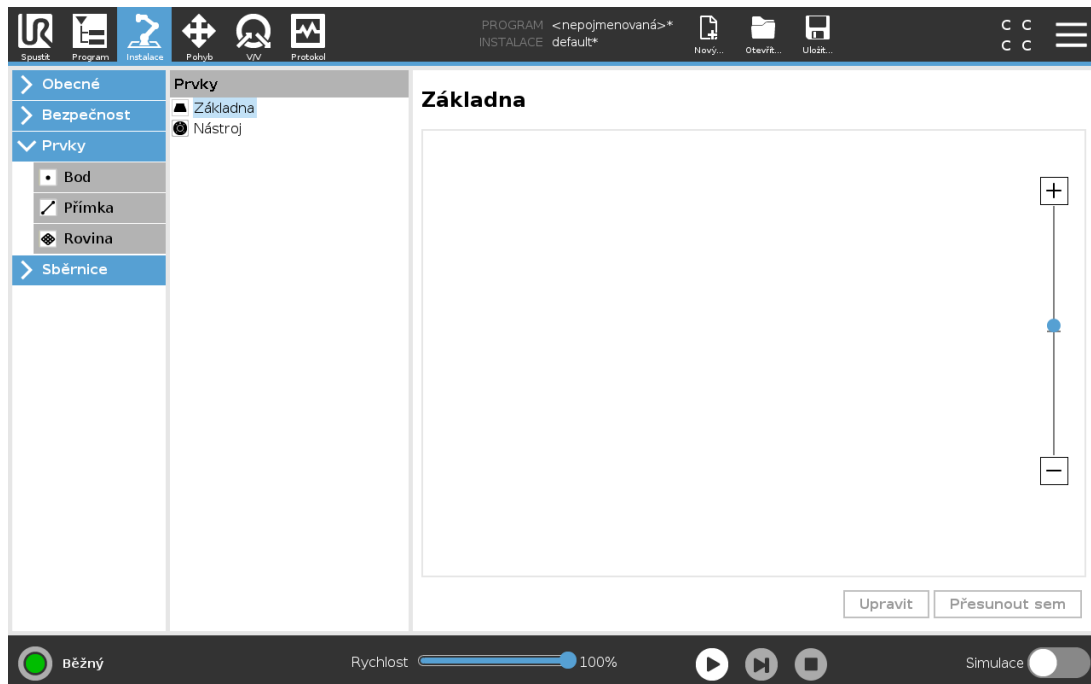 PROGRAM <nepojmenovaná>*
INSTALACE default*
C C
C C
Spustit Program Instalace Pohyb V/V Protokol Nový... Otevřít... Uložit...
Obecné
Bezpečnost
Prvky
Bod
Přímka
Rovina
Sběrnice
Prvky
Základna
Nástroj
Základna
Upravit Přesunout sem
Běžný Rychlost 100% Simulace